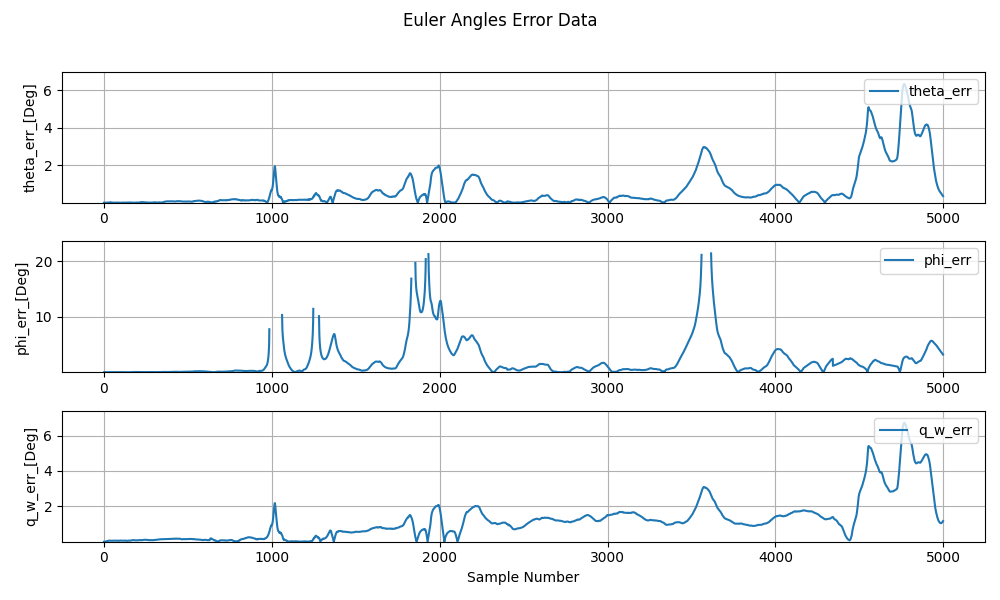 Euler Angles Error Data
theta_err_[Deg]
6
4
2
theta_err
0 1000 2000 3000 4000 5000
phi_err_[Deg]
20
10
phi_err
0 1000 2000 3000 4000 5000
q_w_err_[Deg]
6
4
2
q_w_err
0 1000 2000 3000 4000 5000
Sample Number